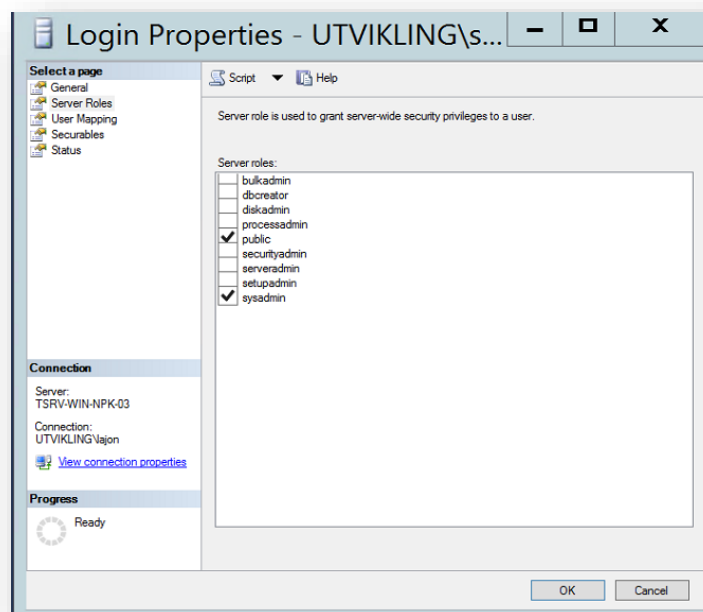 Login Properties - UTVIKLING\s...
Select a page
General
Server Roles
User Mapping
Securables
Status
Script
Help
Server role is used to grant server-wide security privileges to a user.
Server roles:
bulkadmin
dbcreator
diskadmin
processadmin
public
securityadmin
serveradmin
setupadmin
sysadmin
Connection
Server:
TSRV-WIN-NPK-03
Connection:
UTVIKLING\lajon
View connection properties
Progress
Ready
OK
Cancel